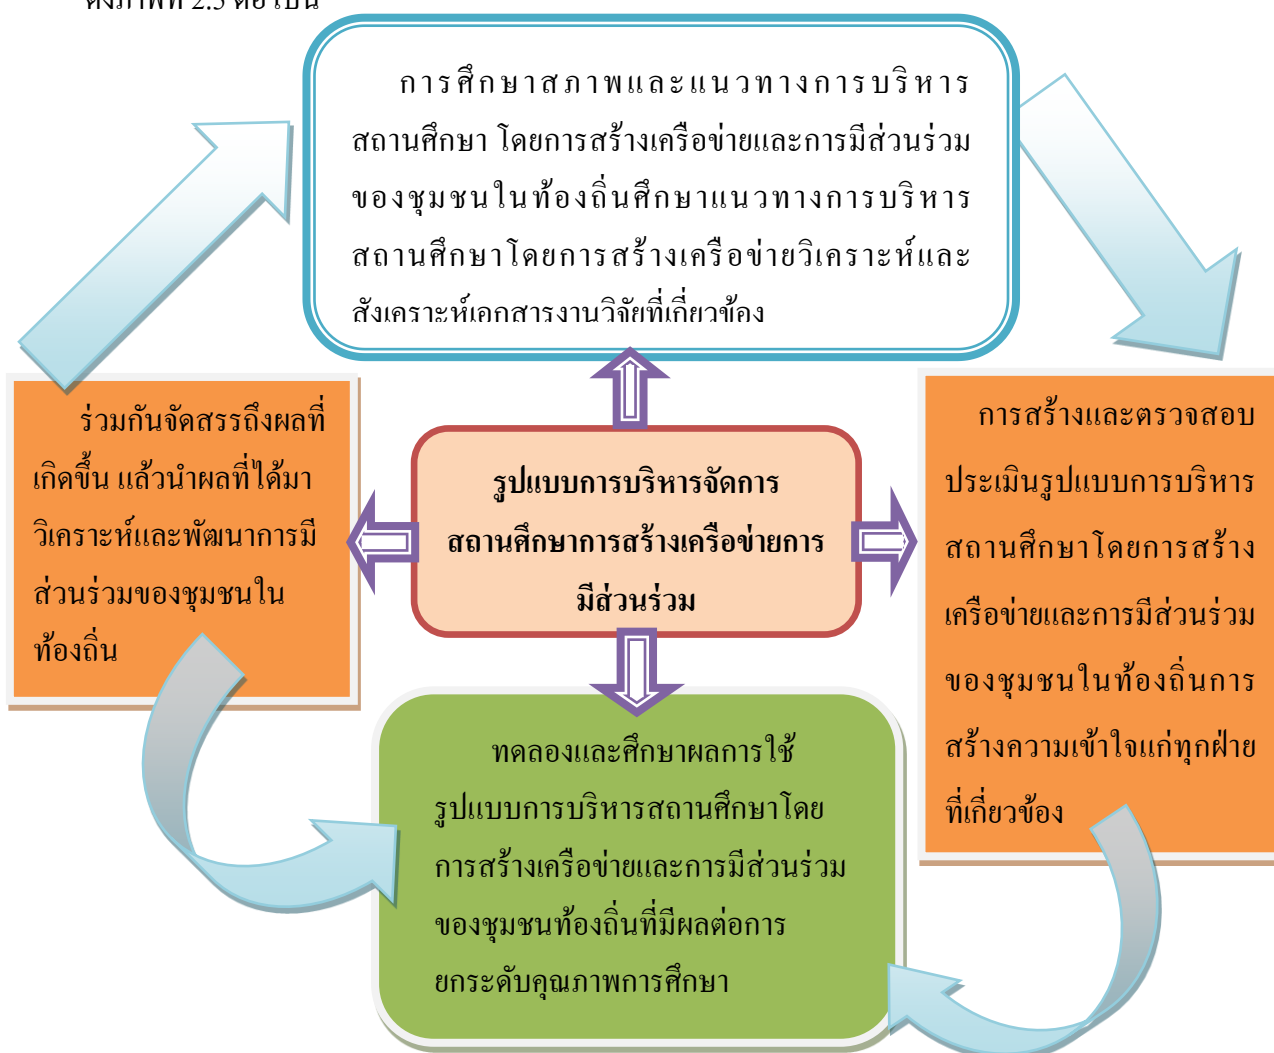 ดังภาพที่ 2.5 ต่อไปนี้
การศึกษาสภาพและแนวทางการบริหาร
สถานศึกษา โดยการสร้างเครือข่ายและการมีส่วนร่วม
ของชุมชนในท้องถิ่นศึกษาแนวทางการบริหาร
สถานศึกษาโดยการสร้างเครือข่ายวิเคราะห์และ
สังเคราะห์เอกสารงานวิจัยที่เกี่ยวข้อง
ร่วมกันจัดสรรถึงผลที่
เกิดขึ้น แล้วนำผลที่ได้มา
วิเคราะห์และพัฒนาการมี
ส่วนร่วมของชุมชนใน
ท้องถิ่น
รูปแบบการบริหารจัดการ
สถานศึกษาการสร้างเครือข่ายการ
มีส่วนร่วม
การสร้างและตรวจสอบ
ประเมินรูปแบบการบริหาร
สถานศึกษาโดยการสร้าง
เครือข่ายและการมีส่วนร่วม
ของชุมชนในท้องถิ่นการ
สร้างความเข้าใจแก่ทุกฝ่าย
ที่เกี่ยวข้อง
ทดลองและศึกษาผลการใช้
รูปแบบการบริหารสถานศึกษาโดย
การสร้างเครือข่ายและการมีส่วนร่วม
ของชุมชนท้องถิ่นที่มีผลต่อการ
ยกระดับคุณภาพการศึกษา